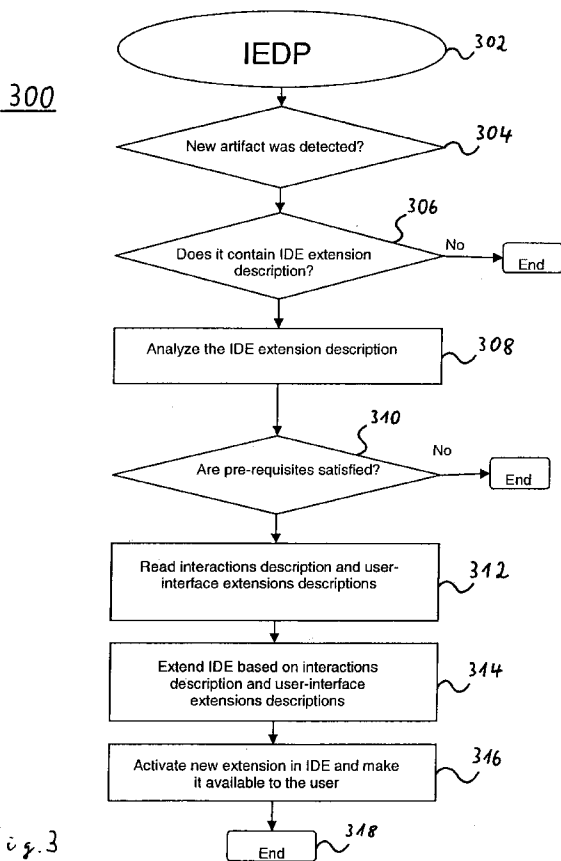 300
IEDP
302
New artifact was detected?
304
306
Does it contain IDE extension
description?
No
End
Analyze the IDE extension description
308
310
Are pre-requisites satisfied?
No
End
Read interactions description and user-
interface extensions descriptions
312
Extend IDE based on interactions
description and user-interface
extensions descriptions
314
Activate new extension in IDE and make
it available to the user
316
End
318
ig.3